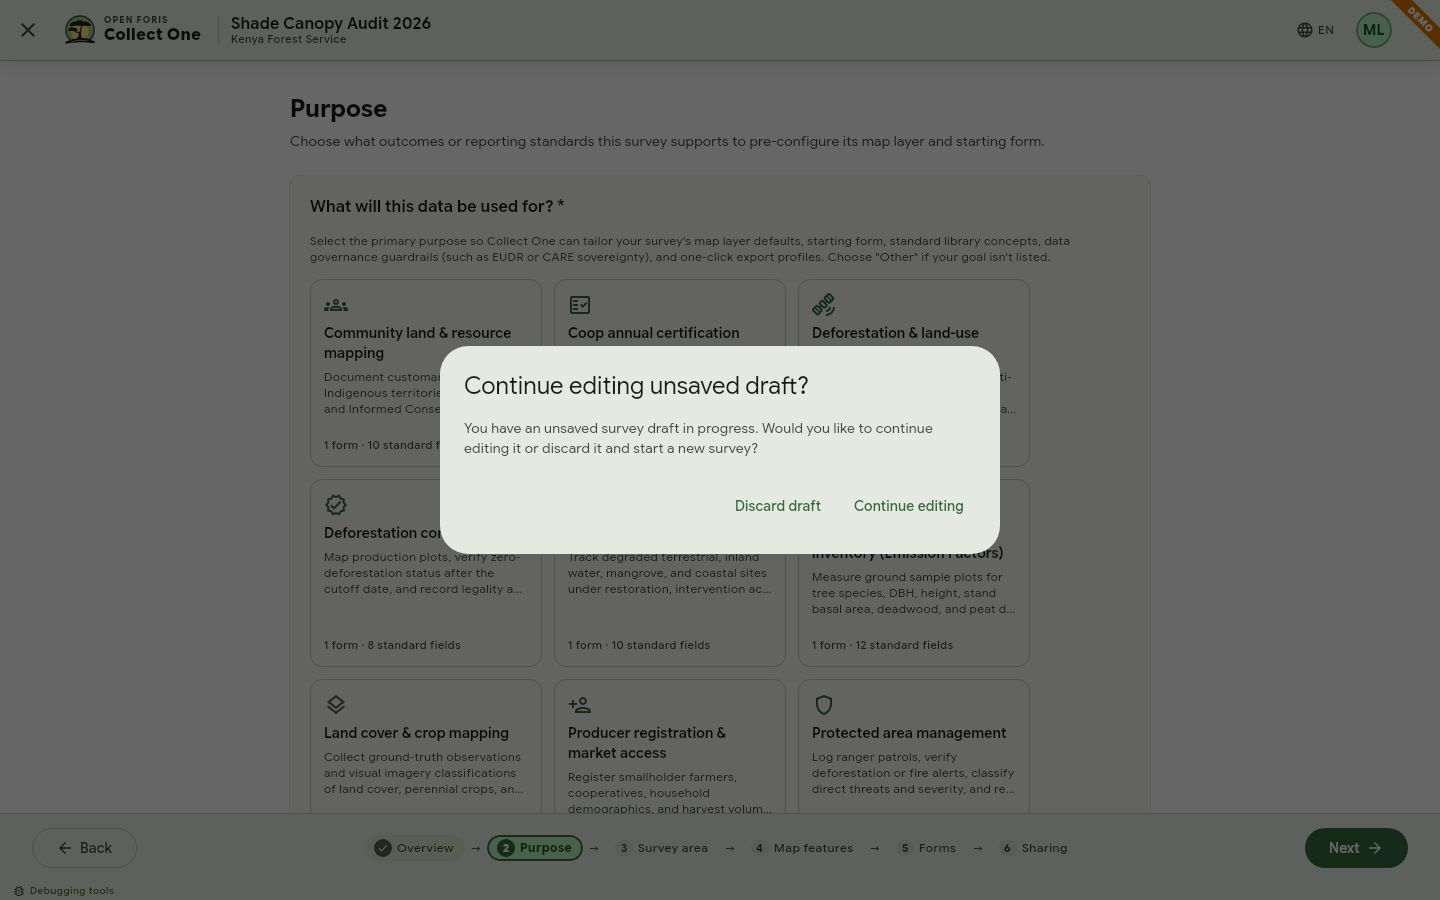 OPEN FORIS
Collect One
Shade Canopy Audit 2026
Kenya Forest Service
EN
ML
DEMO
Purpose
Choose what outcomes or reporting standards this survey supports to pre-configure its map layer and starting form.
What will this data be used for? *
Select the primary purpose so Collect One can tailor your survey's map layer defaults, starting form, standard library concepts, data
governance guardrails (such as EUDR or CARE sovereignty), and one-click export profiles. Choose "Other" if your goal isn't listed.
Community land & resource
mapping
Document customar
Indigenous territorie
and Informed Conse
1 form · 10 standard f
Coop annual certification
Deforestation & land-use
ti-
a...
Continue editing unsaved draft?
You have an unsaved survey draft in progress. Would you like to continue
editing it or discard it and start a new survey?
Discard draft
Continue editing
Deforestation cor
Map production plots, verify zero-
deforestation status after the
cutoff date, and record legality a...
1 form · 8 standard fields
Track degraded terrestrial, inland
water, mangrove, and coastal sites
under restoration, intervention ac...
1 form · 10 standard fields
Inventory (Emission Factors)
Measure ground sample plots for
tree species, DBH, height, stand
basal area, deadwood, and peat d...
1 form · 12 standard fields
Land cover & crop mapping
Collect ground-truth observations
and visual imagery classifications
of land cover, perennial crops, an...
Producer registration &
market access
Register smallholder farmers,
cooperatives, household
demographics, and harvest volum...
Protected area management
Log ranger patrols, verify
deforestation or fire alerts, classify
direct threats and severity, and re...
Back
Overview
→
2 Purpose
→
3 Survey area
→
4 Map features
→
5 Forms
→
6 Sharing
Next
Debugging tools